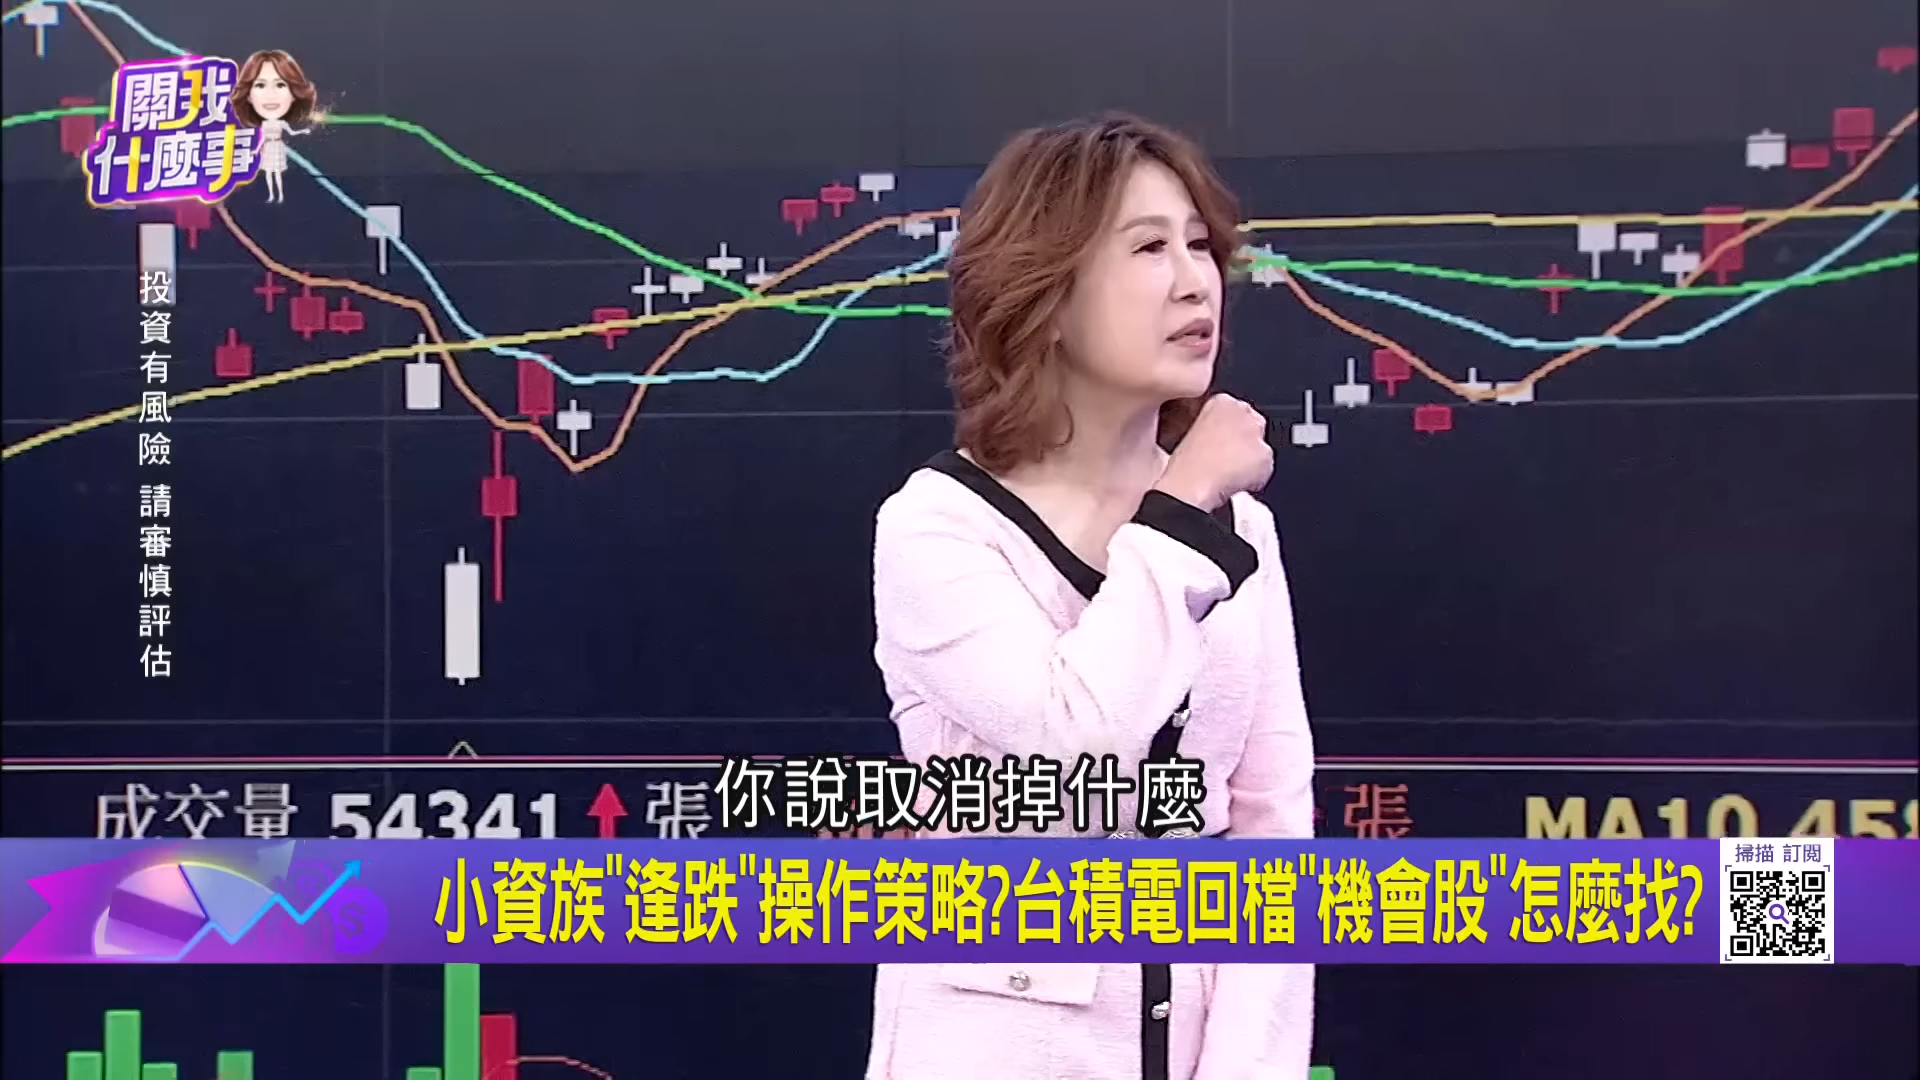 關我
什麼事
投資有風險 請審慎評估
你說取消掉什麼
成交量 54341 張
張
MA10 458
小資族"逢跌"操作策略?台積電回檔"機會股"怎麼找?
掃描 訂閱